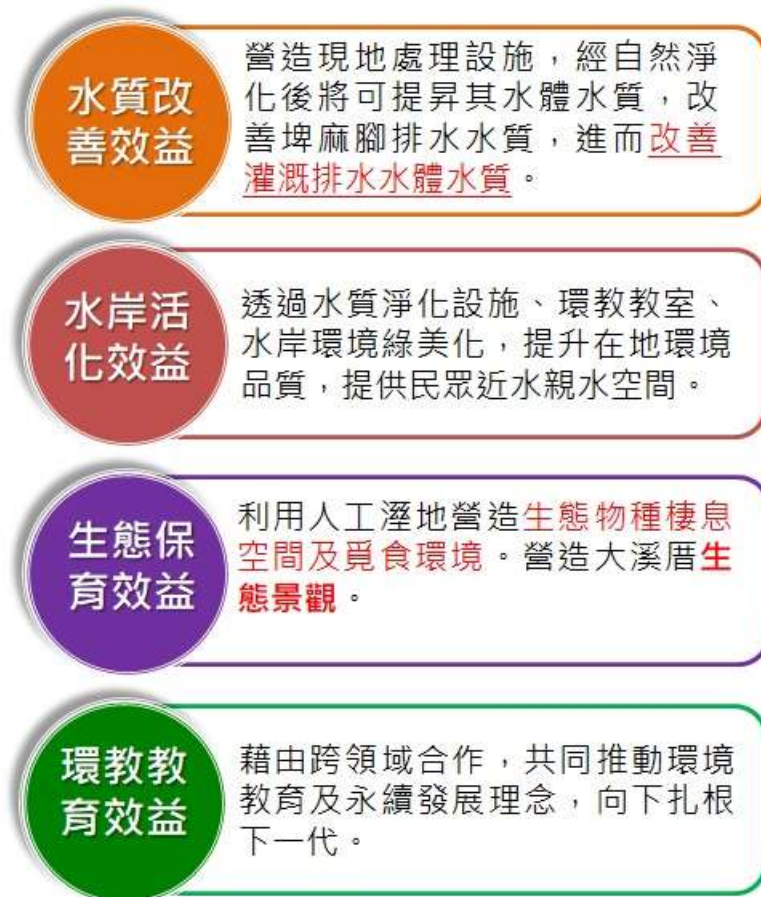 水質改
善效益
營造現地處理設施，經自然淨
化後將可提昇其水體水質，改
善埤麻腳排水水質，進而改善
灌溉排水水體水質。
水岸活
化效益
透過水質淨化設施、環教教室、
水岸環境綠美化，提升在地環境
品質，提供民眾近水親水空間。
生態保
育效益
利用人工溼地營造生態物種棲息
空間及覓食環境。營造大溪厝生
態景觀。
環教教
育效益
藉由跨領域合作，共同推動環境
教育及永續發展理念，向下扎根
下一代。